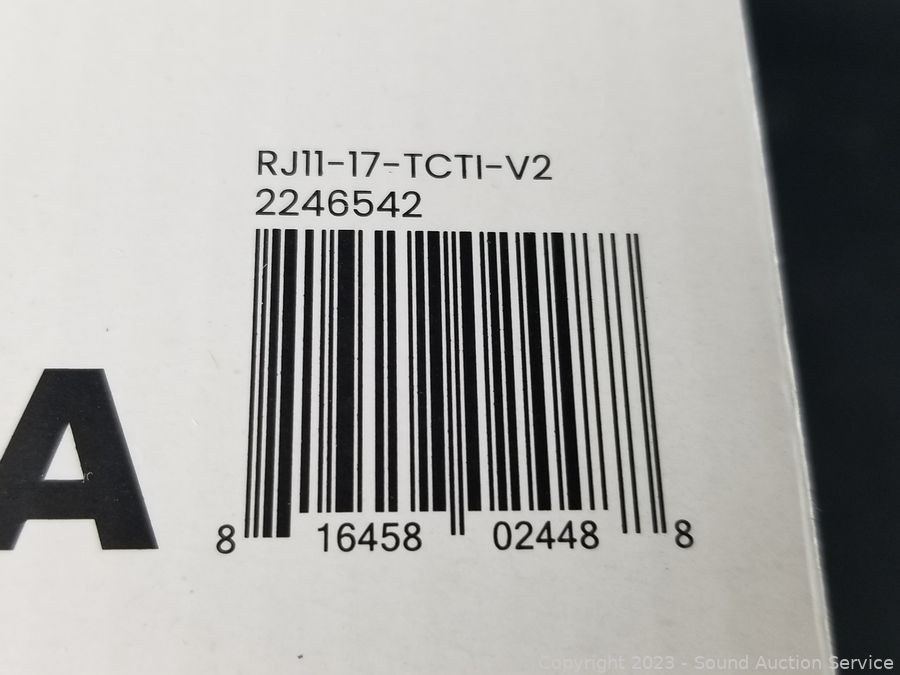 RJ11-17-TCTI-V2
2246542
A
8 16458 02448 8
Copyright 2023 - Sound Auction Service